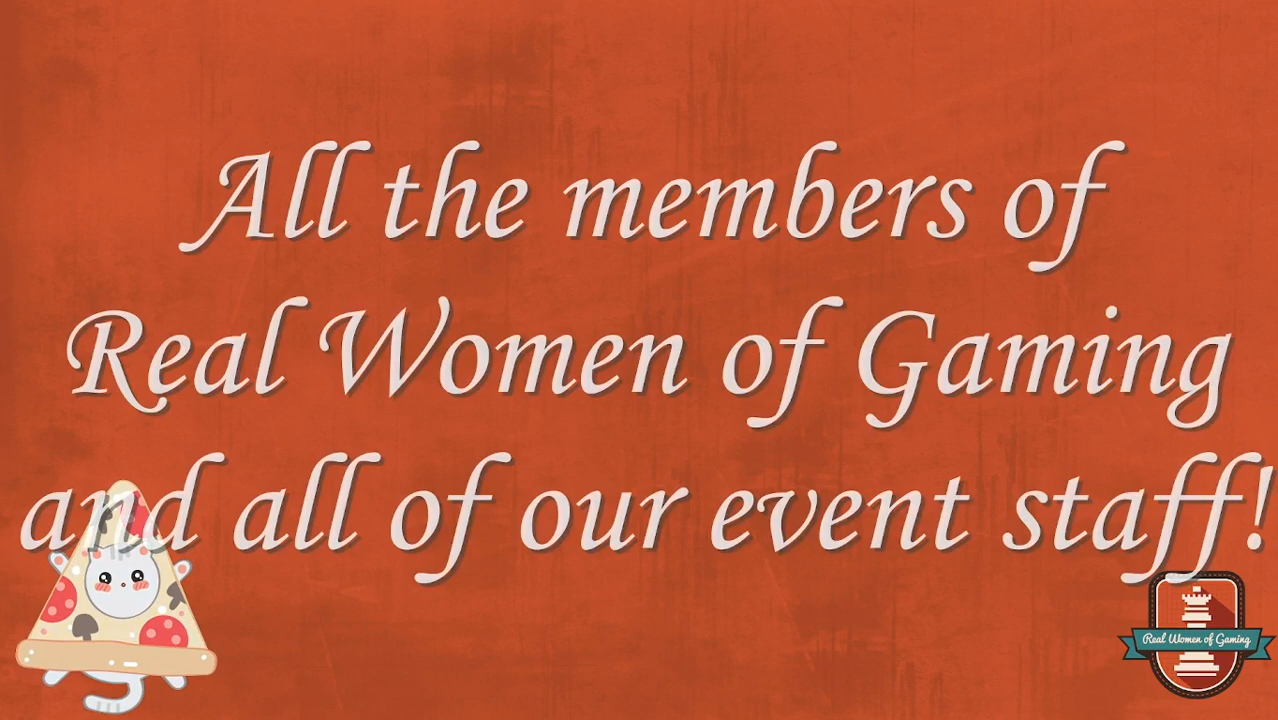 All the members of
Real Women of Gaming
and all of our event staff!
Real Women of Gaming